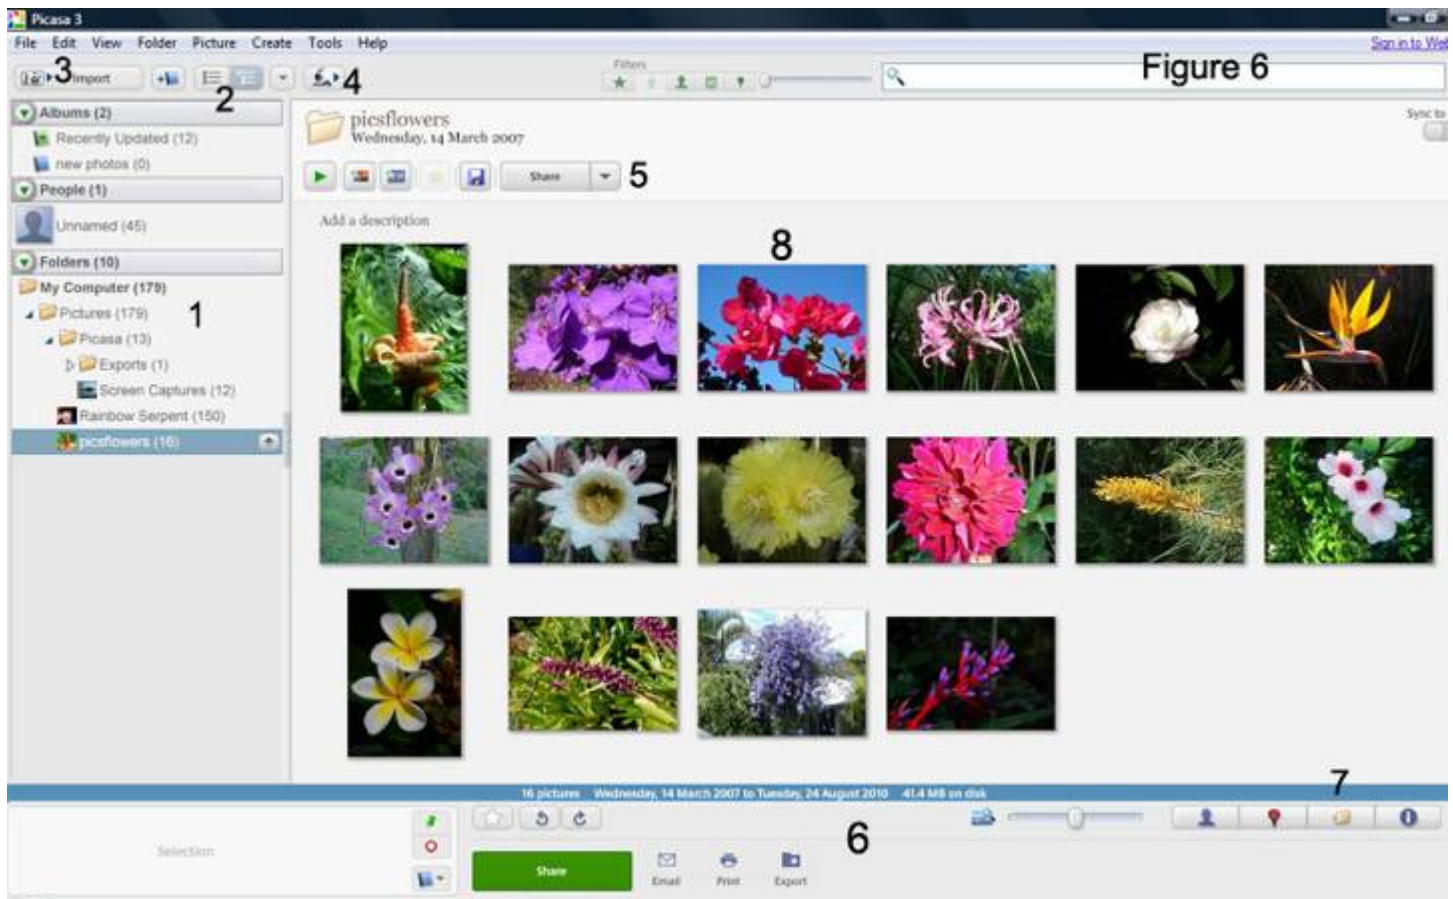 Picasa 3
File Edit View Folder Picture Create Tools Help
Sign in to Web
3 Import
2
4
Filters
Figure 6
Albums (2)
Recently Updated (12)
new photos (0)
People (1)
Unnamed (45)
Folders (10)
My Computer (179)
1
Pictures (179)
Picasa (13)
Exports (1)
Screen Captures (12)
Rainbow Serpent (150)
picsflowers (16)
picsflowers
Wednesday, 14 March 2007
Sync to
Share
5
Add a description
8
16 pictures Wednesday, 14 March 2007 to Tuesday, 24 August 2010 41.4 MB on disk
7
Selection
6
Share
Email Print Export